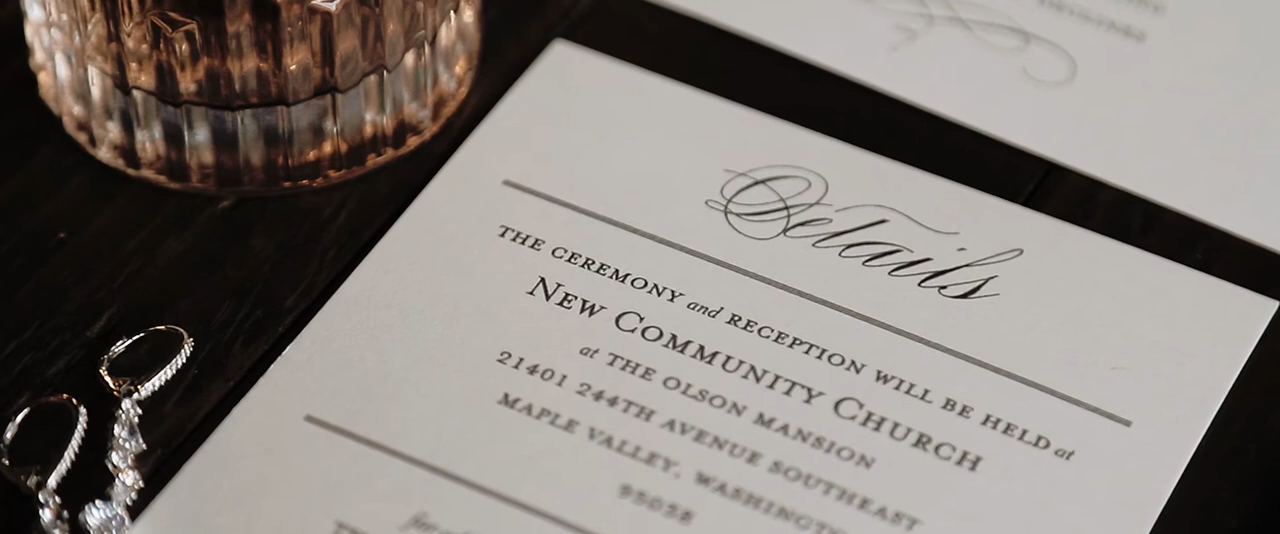 Details
THE CEREMONY and RECEPTION WILL BE HELD at
NEW COMMUNITY CHURCH
at THE OLSON MANSION
21401 244TH AVENUE SOUTHEAST
MAPLE VALLEY, WASHINGTON